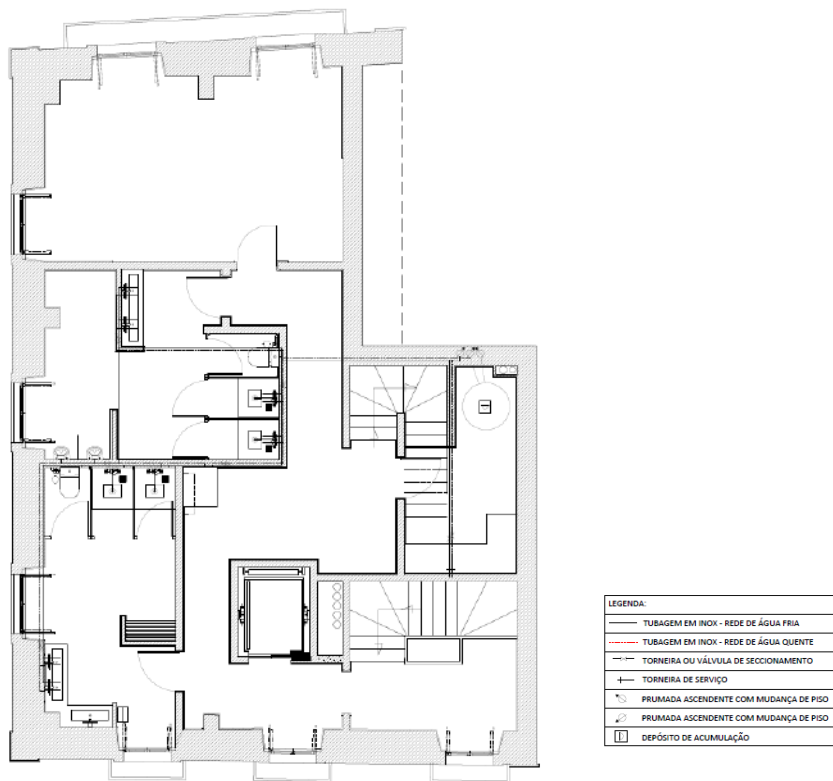 LEGENDA:
TUBAGEM EM INOX - REDE DE ÁGUA FRIA
TUBAGEM EM INOX - REDE DE ÁGUA QUENTE
TORNEIRA OU VÁLVULA DE SECCIONAMENTO
TORNEIRA DE SERVIÇO
PRUMADA ASCENDENTE COM MUDANÇA DE PISO
PRUMADA ASCENDENTE COM MUDANÇA DE PISO
DEPÓSITO DE ACUMULAÇÃO